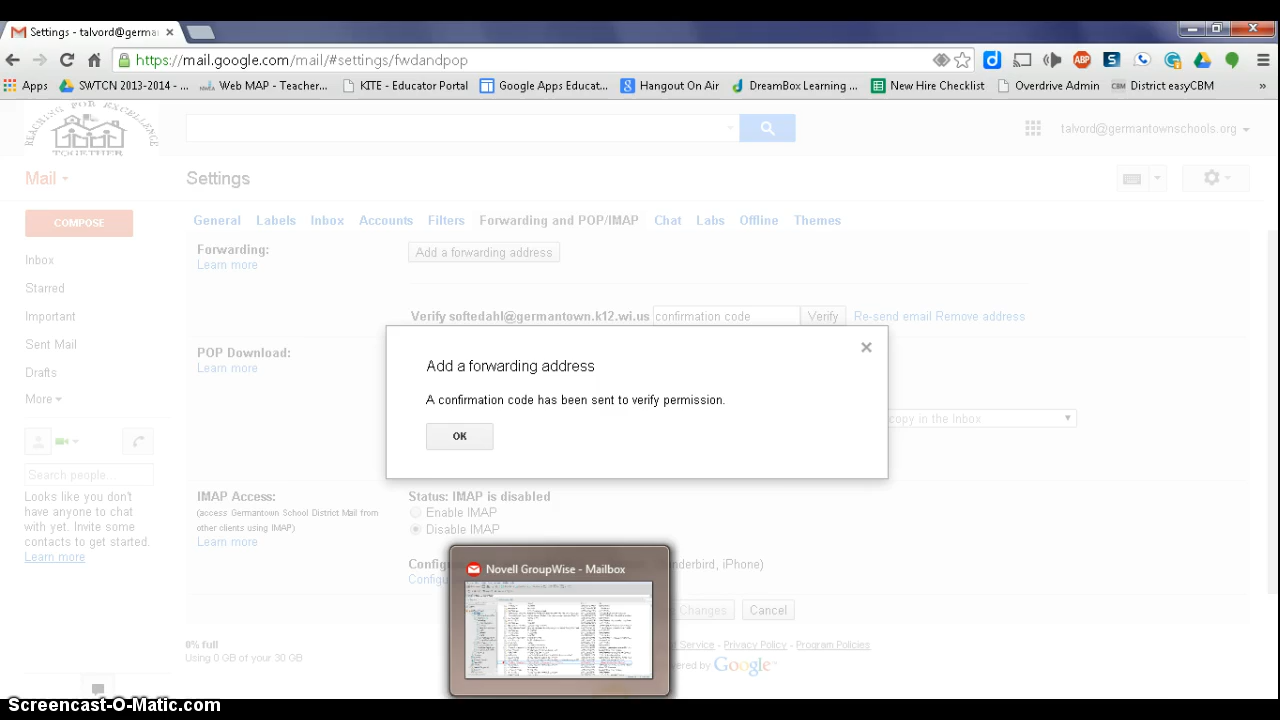 Settings - talvord@germa
https://mail.google.com/mail/#settings/fwdandpop
Apps SWTCN 2013-2014 - ... Web MAP - Teacher... KITE - Educator Portal Google Apps Educat... Hangout On Air DreamBox Learning ... New Hire Checklist Overdrive Admin District easyCBM »
REACHING FOR EXCELLENCE
TOGETHER
talvord@germantownschools.org
Mail
Settings
COMPOSE
General Labels Inbox Accounts Filters Forwarding and POP/IMAP Chat Labs Offline Themes
Inbox
Starred
Important
Sent Mail
Drafts
More
Search people...
Looks like you don't
have anyone to chat
with yet. Invite some
contacts to get started.
Learn more
Forwarding:
Learn more
Add a forwarding address
Verify softedahl@germantown.k12.wi.us confirmation code Verify Re-send email Remove address
POP Download:
Learn more
copy in the Inbox
Add a forwarding address
A confirmation code has been sent to verify permission.
OK
IMAP Access:
(access Germantown School District Mail from
other clients using IMAP)
Learn more
Status: IMAP is disabled
Enable IMAP
Disable IMAP
iPhone)
Changes Cancel
Novell GroupWise - Mailbox
0% full
Using 0 GB of your 30 GB
Service - Privacy Policy - Program Policies
Google
Screencast-O-Matic.com